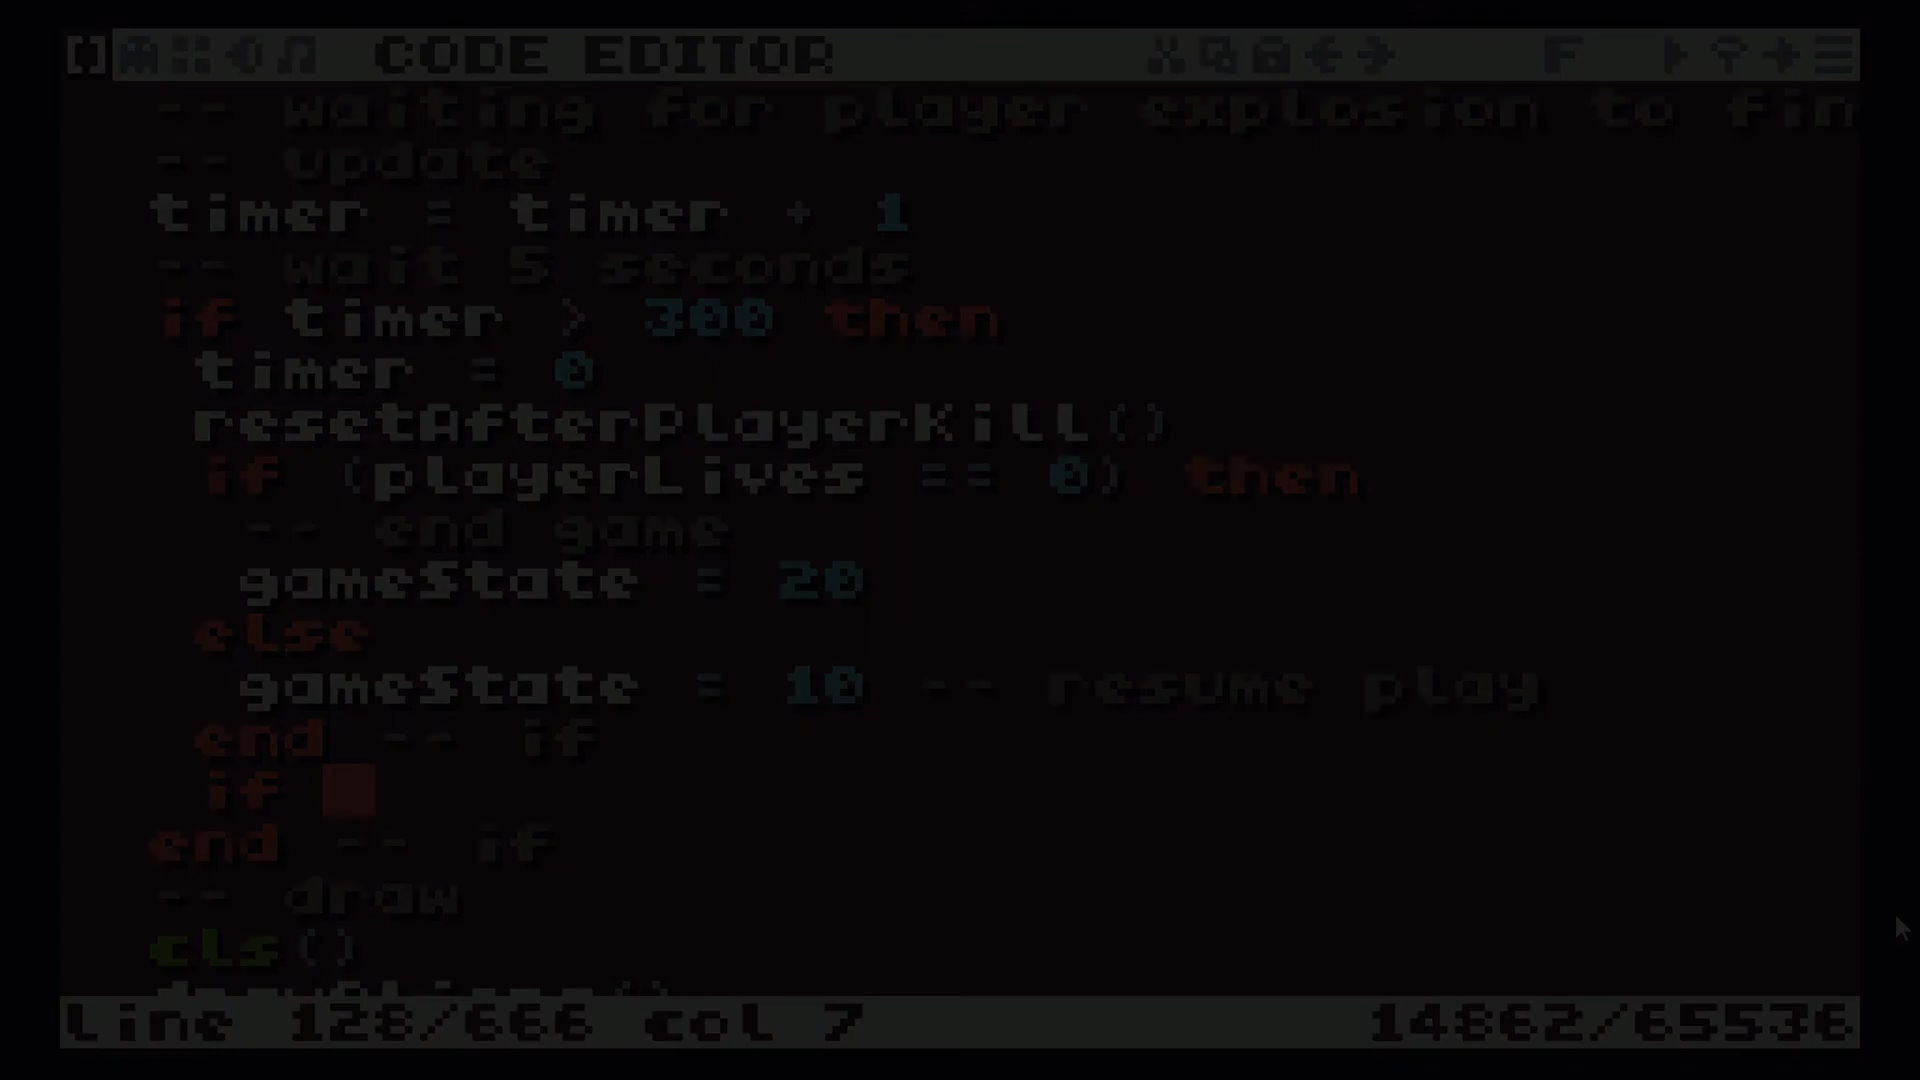 CODE EDITOR F
-- waiting for player explosion to fin
-- update
timer = timer + 1
-- wait 5 seconds
if timer > 300 then
timer = 0
resetAfterPlayerKill()
if (playerLives == 0) then
-- end game
gameState = 20
else
gameState = 10 -- resume play
end -- if
if
end -- if
-- draw
cls()
line 128/666 col 7 14862/65536